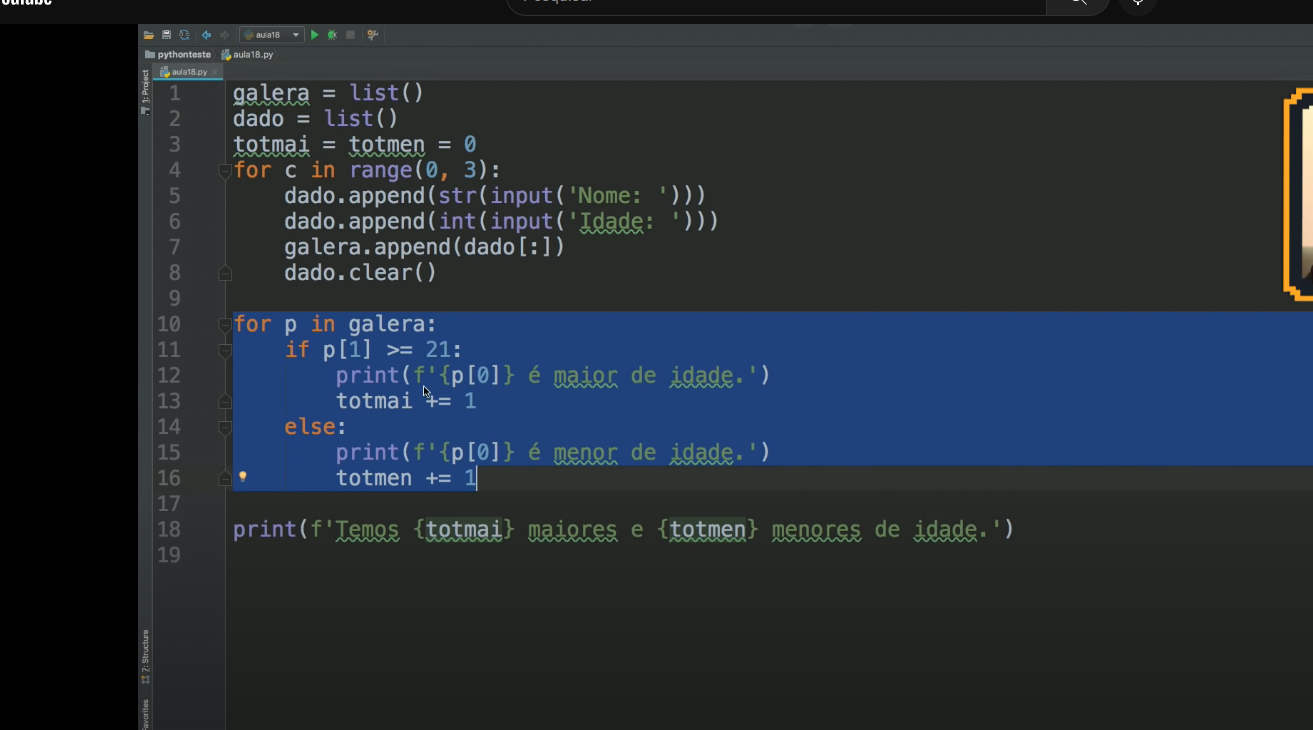 aula18
pythonteste aula18.py
aula18.py
1: Project
1 galera = list()
2 dado = list()
3 totmai = totmen = 0
4 for c in range(0, 3):
5 dado.append(str(input('Nome: ')))
6 dado.append(int(input('Idade: ')))
7 galera.append(dado[:])
8 dado.clear()
9
10 for p in galera:
11 if p[1] >= 21:
12 print(f'{p[0]} é maior de idade.')
13 totmai += 1
14 else:
15 print(f'{p[0]} é menor de idade.')
16 totmen += 1
17
18 print(f'Temos {totmai} maiores e {totmen} menores de idade.')
19
7: Structure